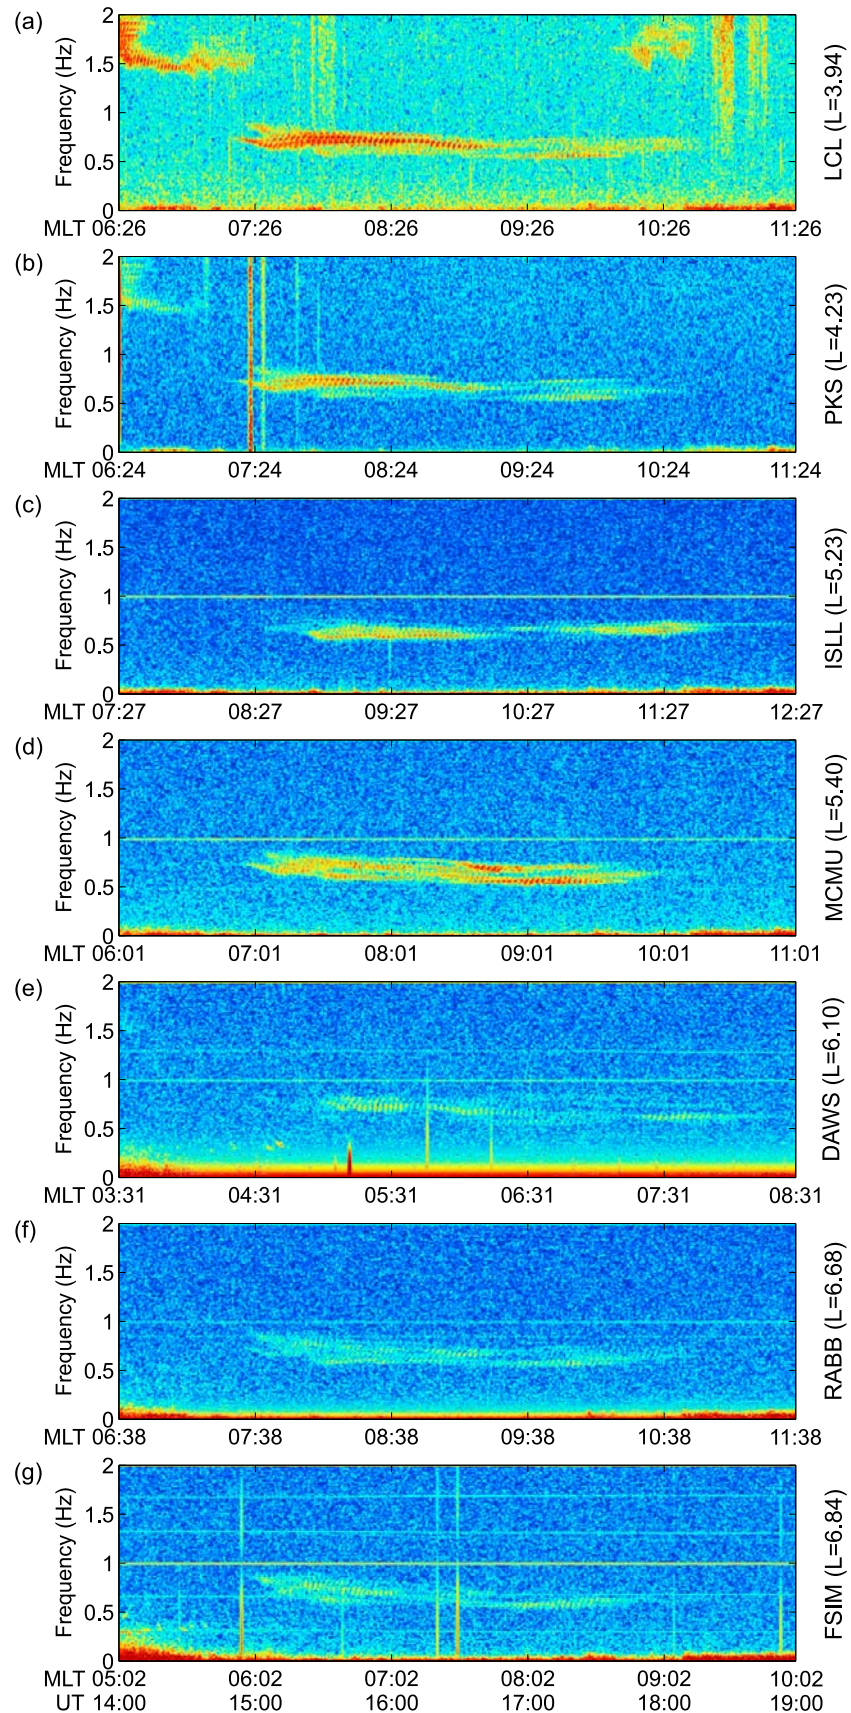 (a)
2
1.5
1
0.5
0
Frequency (Hz)
LCL (L=3.94)
MLT 06:26 07:26 08:26 09:26 10:26 11:26
(b)
2
1.5
1
0.5
0
Frequency (Hz)
PKS (L=4.23)
MLT 06:24 07:24 08:24 09:24 10:24 11:24
(c)
2
1.5
1
0.5
0
Frequency (Hz)
ISLL (L=5.23)
MLT 07:27 08:27 09:27 10:27 11:27 12:27
(d)
2
1.5
1
0.5
0
Frequency (Hz)
MCMU (L=5.40)
MLT 06:01 07:01 08:01 09:01 10:01 11:01
(e)
2
1.5
1
0.5
0
Frequency (Hz)
DAWS (L=6.10)
MLT 03:31 04:31 05:31 06:31 07:31 08:31
(f)
2
1.5
1
0.5
0
Frequency (Hz)
RABB (L=6.68)
MLT 06:38 07:38 08:38 09:38 10:38 11:38
(g)
2
1.5
1
0.5
0
Frequency (Hz)
FSIM (L=6.84)
MLT 05:02 06:02 07:02 08:02 09:02 10:02
UT 14:00 15:00 16:00 17:00 18:00 19:00